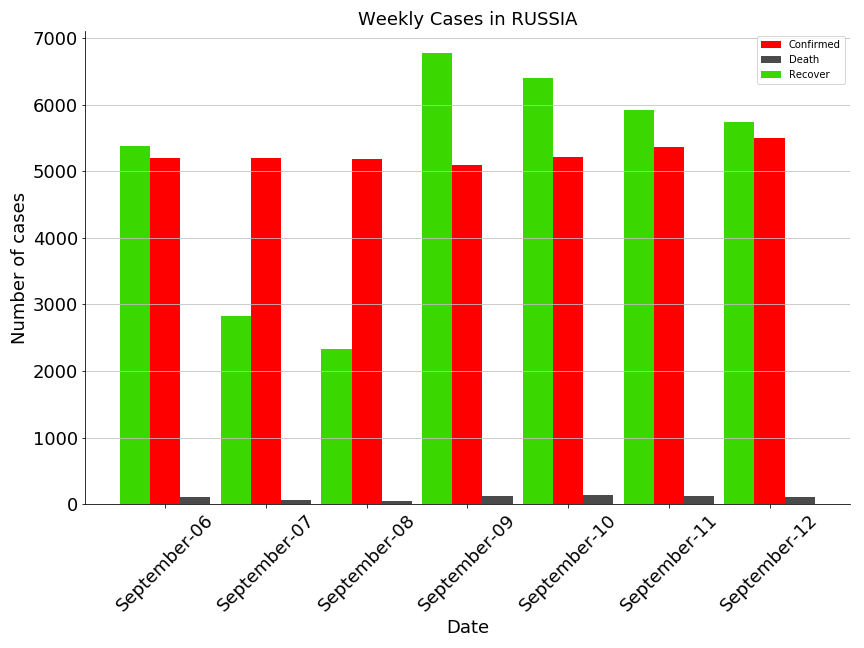 Weekly Cases in RUSSIA
Confirmed
Death
Recover
Number of cases
7000
6000
5000
4000
3000
2000
1000
0
September-06
September-07
September-08
September-09
September-10
September-11
September-12
Date